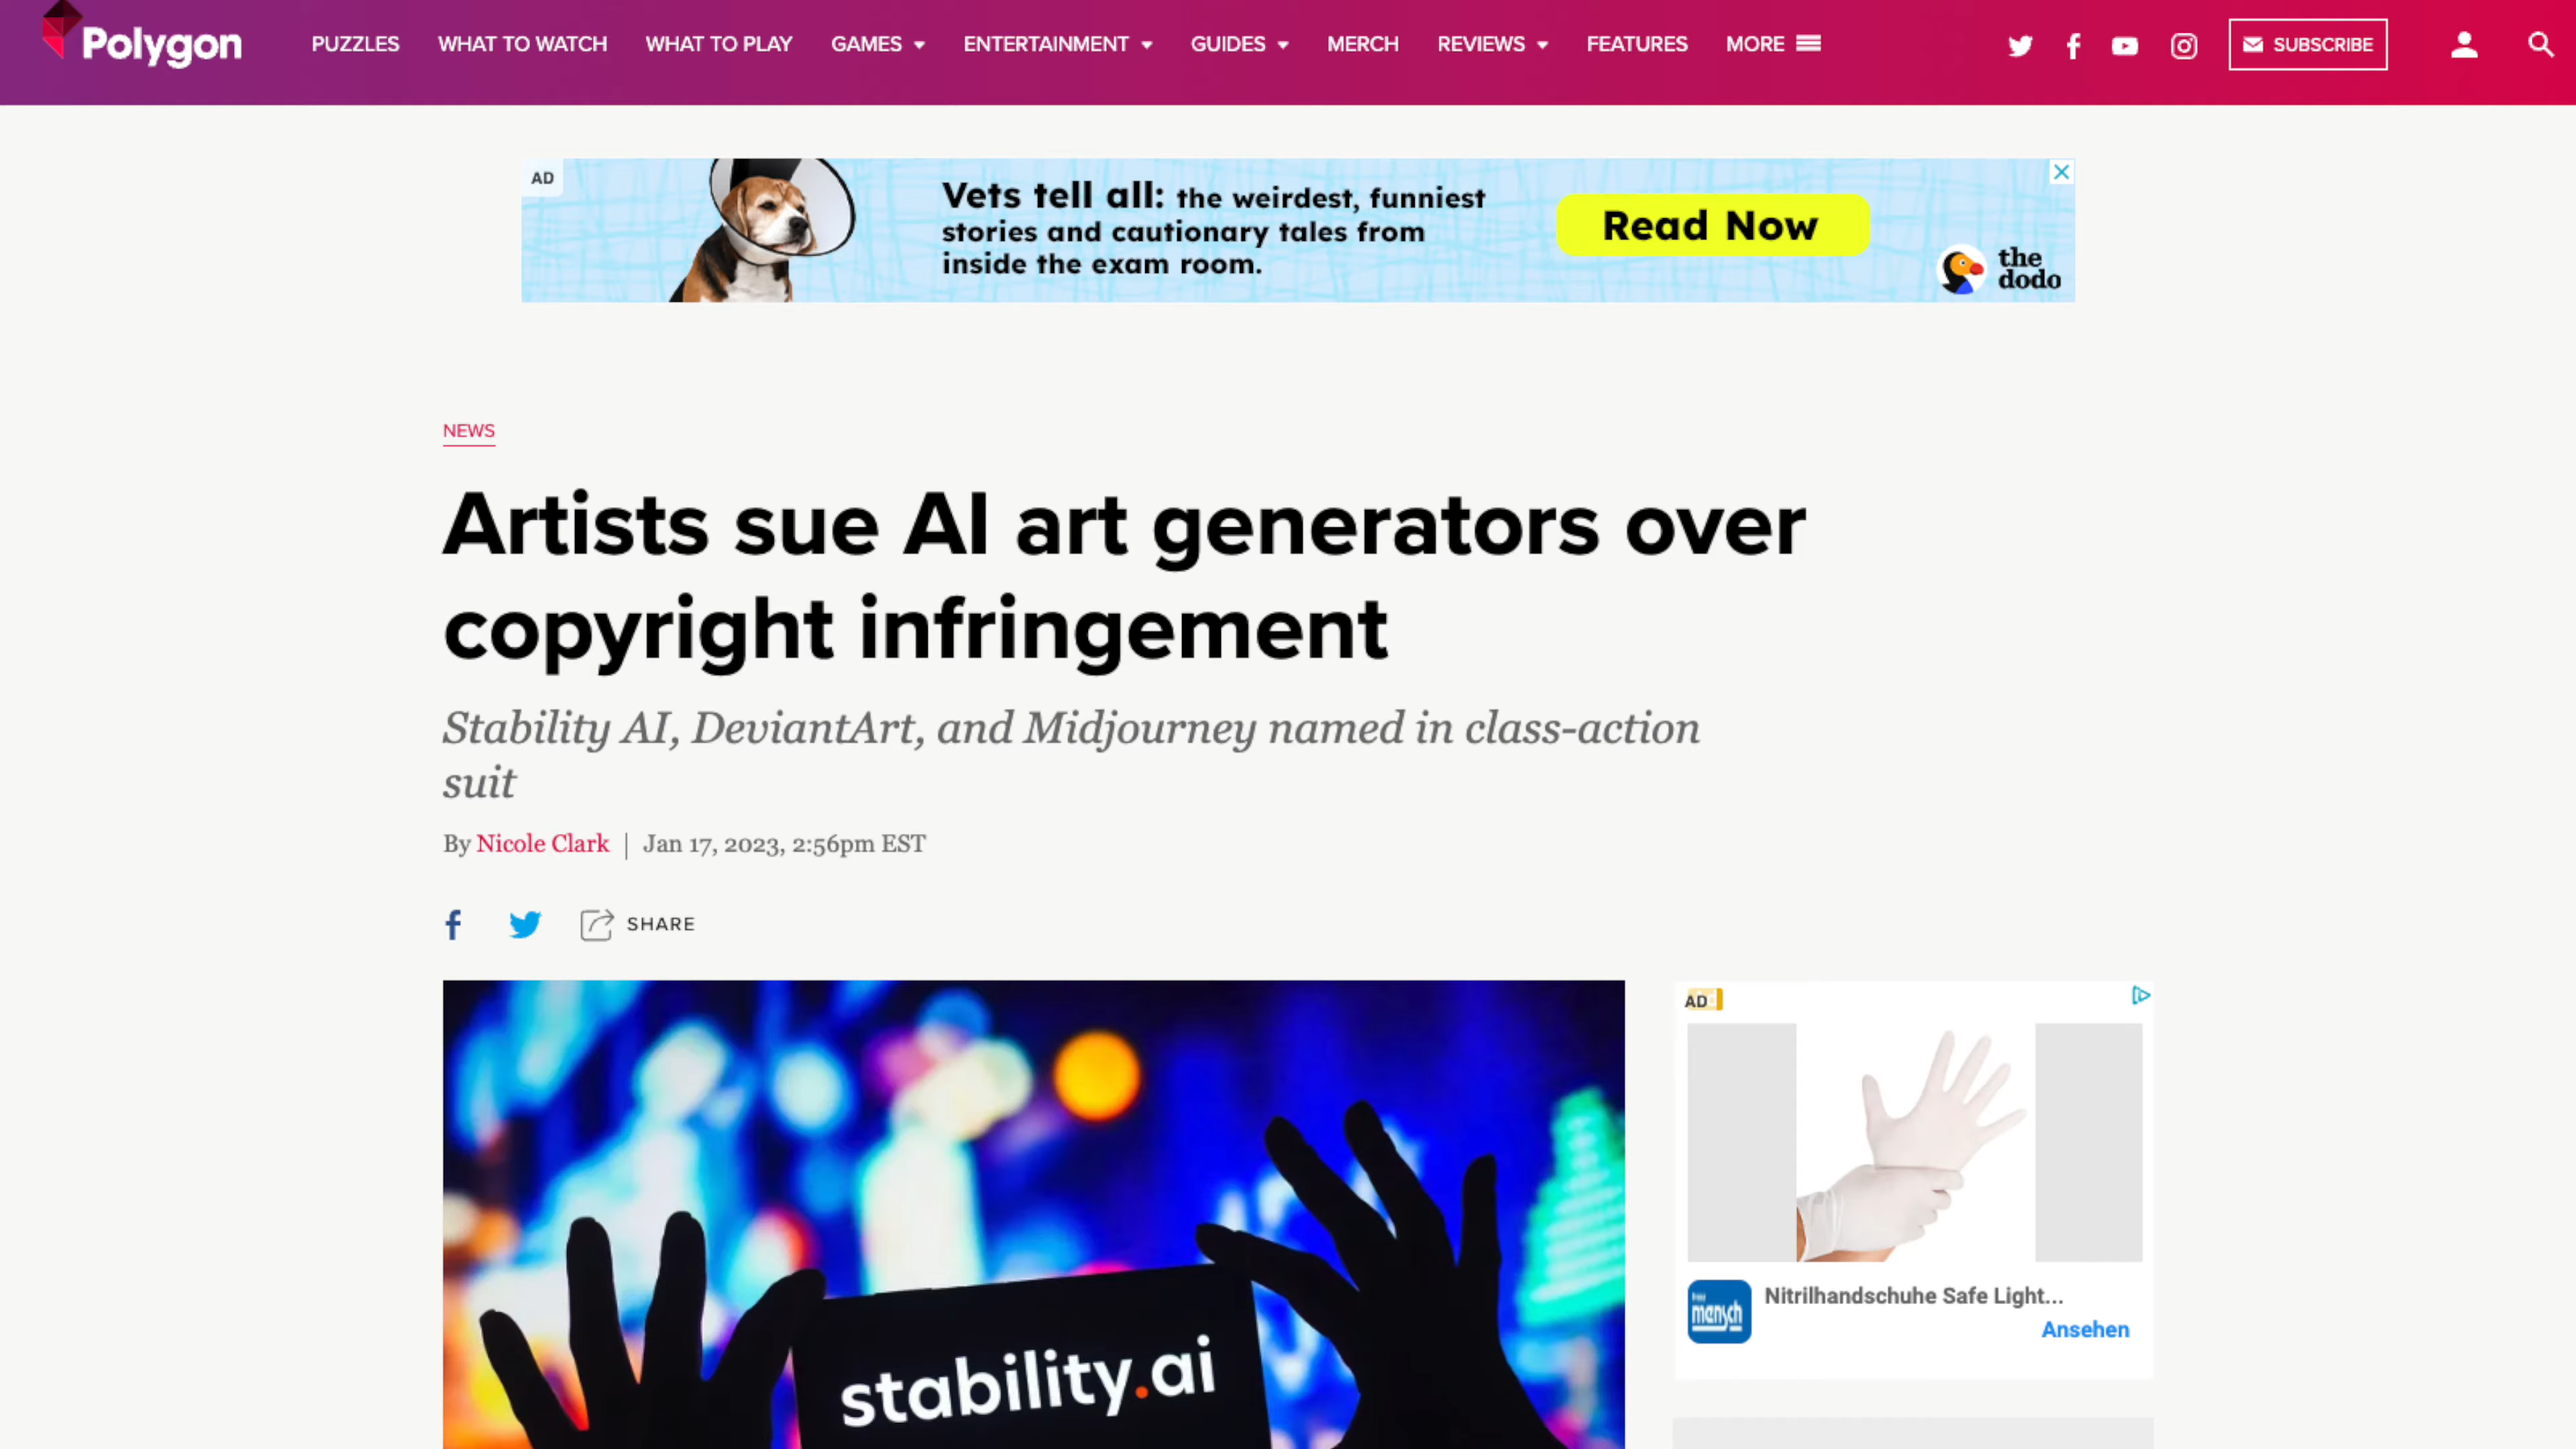 Polygon
PUZZLES WHAT TO WATCH WHAT TO PLAY GAMES ENTERTAINMENT GUIDES MERCH REVIEWS FEATURES MORE SUBSCRIBE
AD
Vets tell all: the weirdest, funniest
stories and cautionary tales from
inside the exam room.
Read Now
the
dodo
NEWS
Artists sue AI art generators over
copyright infringement
Stability AI, DeviantArt, and Midjourney named in class-action
suit
By Nicole Clark | Jan 17, 2023, 2:56pm EST
SHARE
stability.ai
AD
mensch
Nitrilhandschuhe Safe Light...
Ansehen